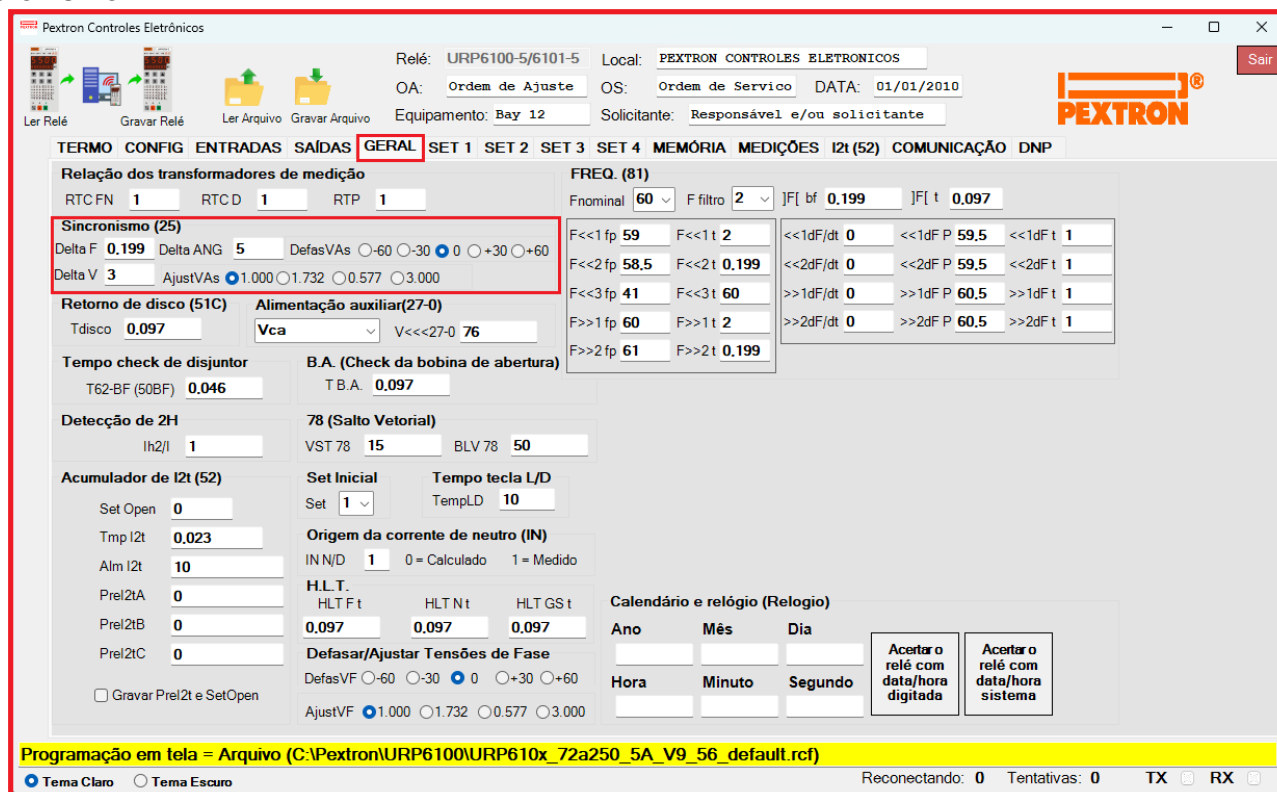 Pextron Controles Eletrônicos
Relé: URP6100-5/6101-5 Local: PEXTRON CONTROLES ELETRONICOS Sair
OA: Ordem de Ajuste OS: Ordem de Servico DATA: 01/01/2010
Ler Relé Gravar Relé Ler Arquivo Gravar Arquivo Equipamento: Bay 12 Solicitante: Responsável e/ou solicitante PEXTRON ®
TERMO CONFIG ENTRADAS SAÍDAS GERAL SET 1 SET 2 SET 3 SET 4 MEMÓRIA MEDIÇÕES I2t (52) COMUNICAÇÃO DNP
Relação dos transformadores de medição
RTC FN 1 RTC D 1 RTP 1
Sincronismo (25)
Delta F 0.199 Delta ANG 5 DefasVAs -60 -30 0 +30 +60
Delta V 3 AjustVAs 1.000 1.732 0.577 3.000
Retorno de disco (51C) Alimentação auxiliar(27-0)
Tdisco 0.097 Vca V<<<27-0 76
Tempo check de disjuntor B.A. (Check da bobina de abertura)
T62-BF (50BF) 0.046 T B.A. 0.097
Detecção de 2H 78 (Salto Vetorial)
Ih2/I 1 VST 78 15 BLV 78 50
Acumulador de I2t (52) Set Inicial Tempo tecla L/D
Set Open 0 Set 1 TempLD 10
Tmp I2t 0.023 Origem da corrente de neutro (IN)
Alm I2t 10 IN N/D 1 0 = Calculado 1 = Medido
PreI2tA 0 H.L.T.
HLT F t HLT N t HLT GS t
PreI2tB 0 0.097 0.097 0.097
PreI2tC 0 Defasar/Ajustar Tensões de Fase
DefasVF -60 -30 0 +30 +60
Gravar PreI2t e SetOpen
AjustVF 1.000 1.732 0.577 3.000
FREQ. (81)
Fnominal 60 F filtro 2 ]F[ bf 0.199 ]F[ t 0.097
F<<1 fp 59 F<<1 t 2 <<1dF/dt 0 <<1dF P 59.5 <<1dF t 1
F<<2 fp 58.5 F<<2 t 0.199 <<2dF/dt 0 <<2dF P 59.5 <<2dF t 1
F<<3 fp 41 F<<3 t 60 >>1dF/dt 0 >>1dF P 60.5 >>1dF t 1
F>>1 fp 60 F>>1 t 2 >>2dF/dt 0 >>2dF P 60.5 >>2dF t 1
F>>2 fp 61 F>>2 t 0.199
Calendário e relógio (Relogio)
Ano Mês Dia
Hora Minuto Segundo
Acertar o
relé com
data/hora
digitada
Acertar o
relé com
data/hora
sistema
Programação em tela = Arquivo (C:\Pextron\URP6100\URP610x_72a250_5A_V9_56_default.rcf)
Tema Claro Tema Escuro Reconectando: 0 Tentativas: 0 TX RX